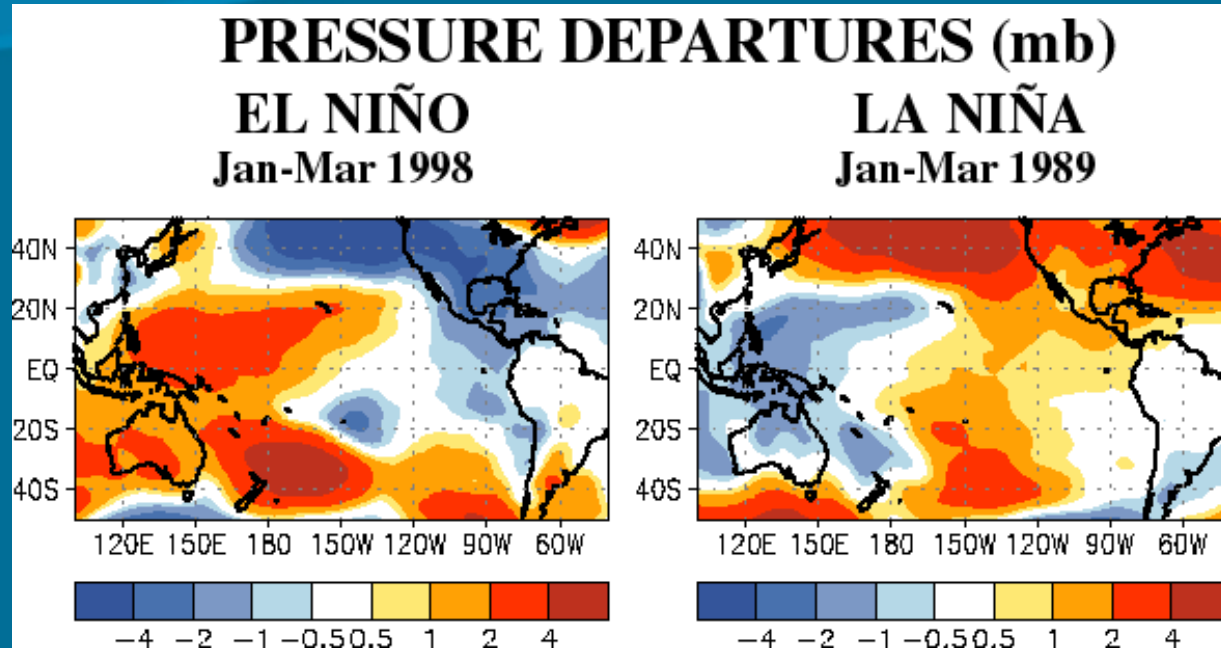 PRESSURE DEPARTURES (mb)
EL NIÑO
Jan-Mar 1998
LA NIÑA
Jan-Mar 1989
40N
20N
EQ
20S
40S
120E 150E 180 150W 120W 90W 60W
-4 -2 -1 -0.5 0.5 1 2 4
40N
20N
EQ
20S
40S
120E 150E 180 150W 120W 90W 60W
-4 -2 -1 -0.5 0.5 1 2 4